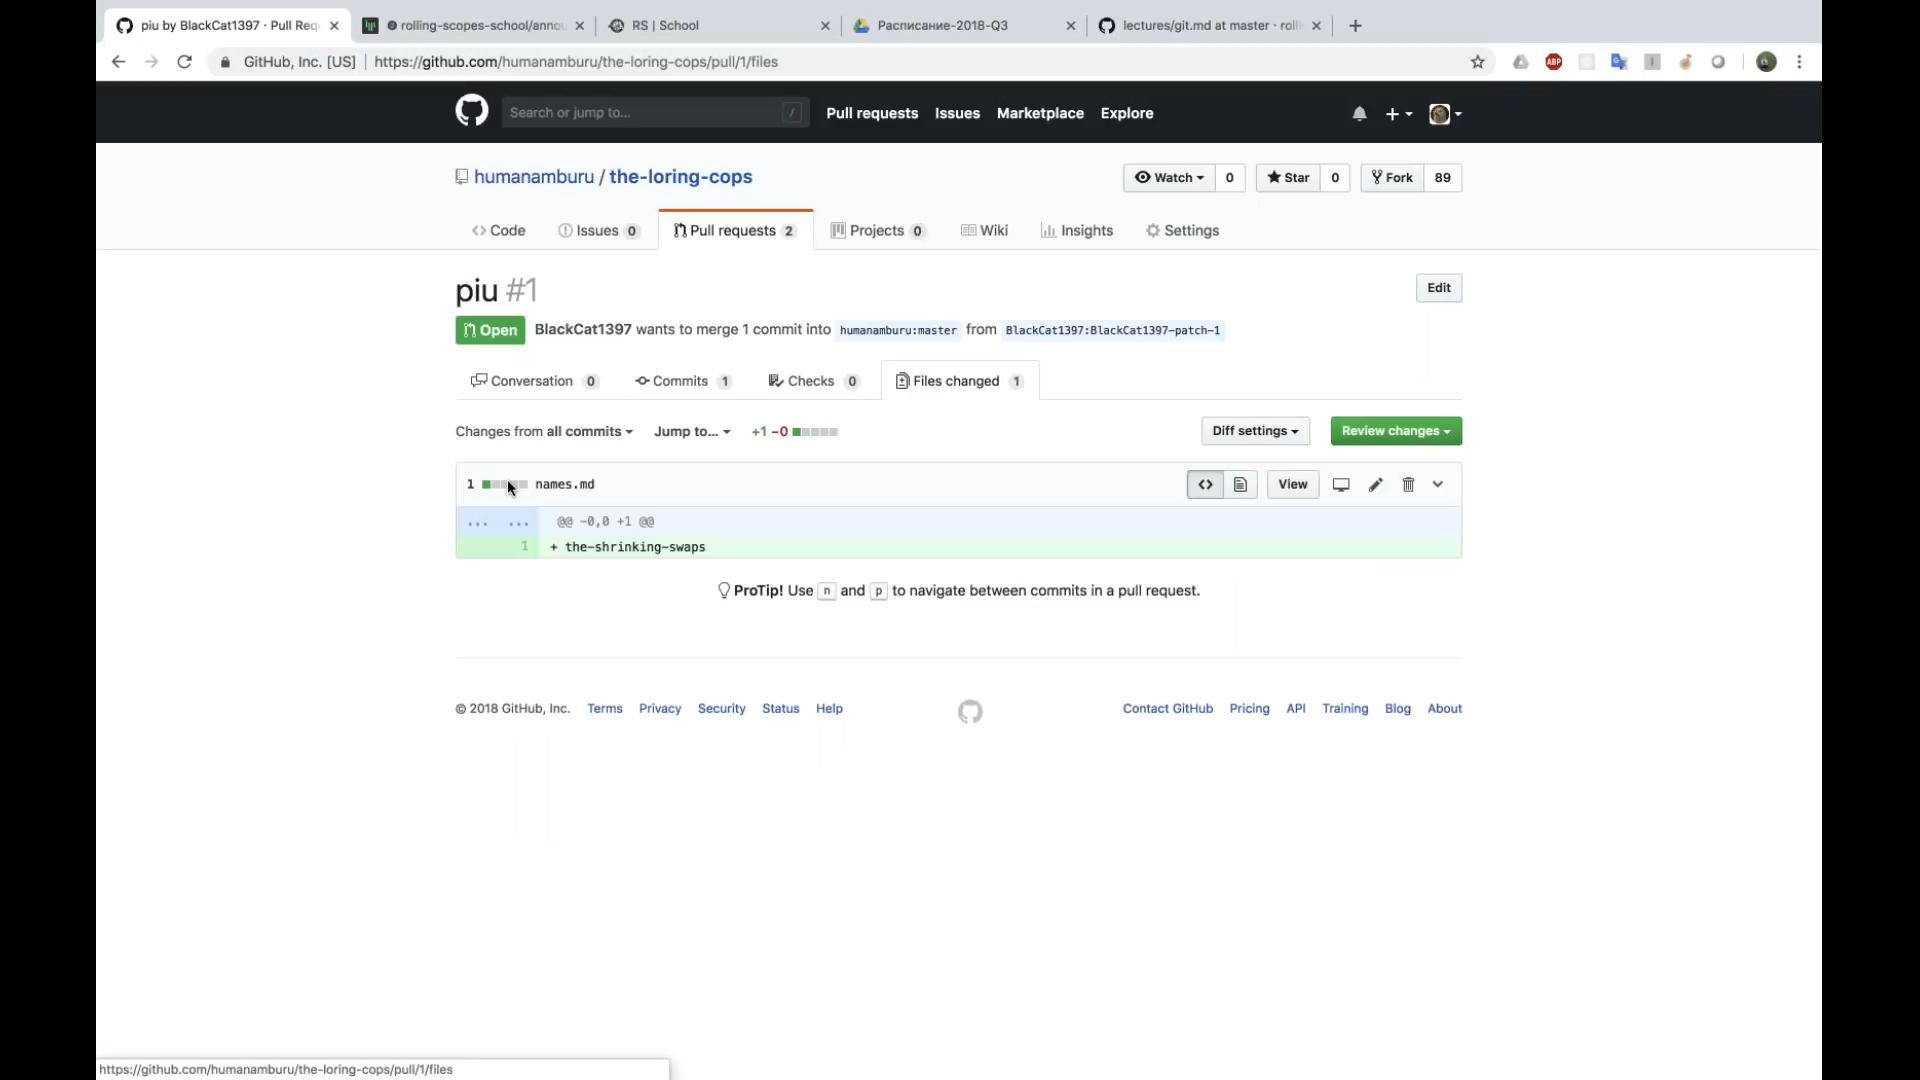 piu by BlackCat1397 · Pull Req
rolling-scopes-school/annou
RS | School
Расписание-2018-Q3
lectures/git.md at master · rolli
GitHub, Inc. [US] | https://github.com/humanamburu/the-loring-cops/pull/1/files
ABP
Search or jump to... /
Pull requests Issues Marketplace Explore
humanamburu / the-loring-cops
Watch 0 Star 0 Fork 89
Code Issues 0 Pull requests 2 Projects 0 Wiki Insights Settings
piu #1
Edit
Open BlackCat1397 wants to merge 1 commit into humanamburu:master from BlackCat1397:BlackCat1397-patch-1
Conversation 0 Commits 1 Checks 0 Files changed 1
Changes from all commits Jump to... +1 −0
Diff settings Review changes
1 names.md
View
... ... @@ -0,0 +1 @@
1 + the-shrinking-swaps
ProTip! Use n and p to navigate between commits in a pull request.
© 2018 GitHub, Inc. Terms Privacy Security Status Help
Contact GitHub Pricing API Training Blog About
https://github.com/humanamburu/the-loring-cops/pull/1/files